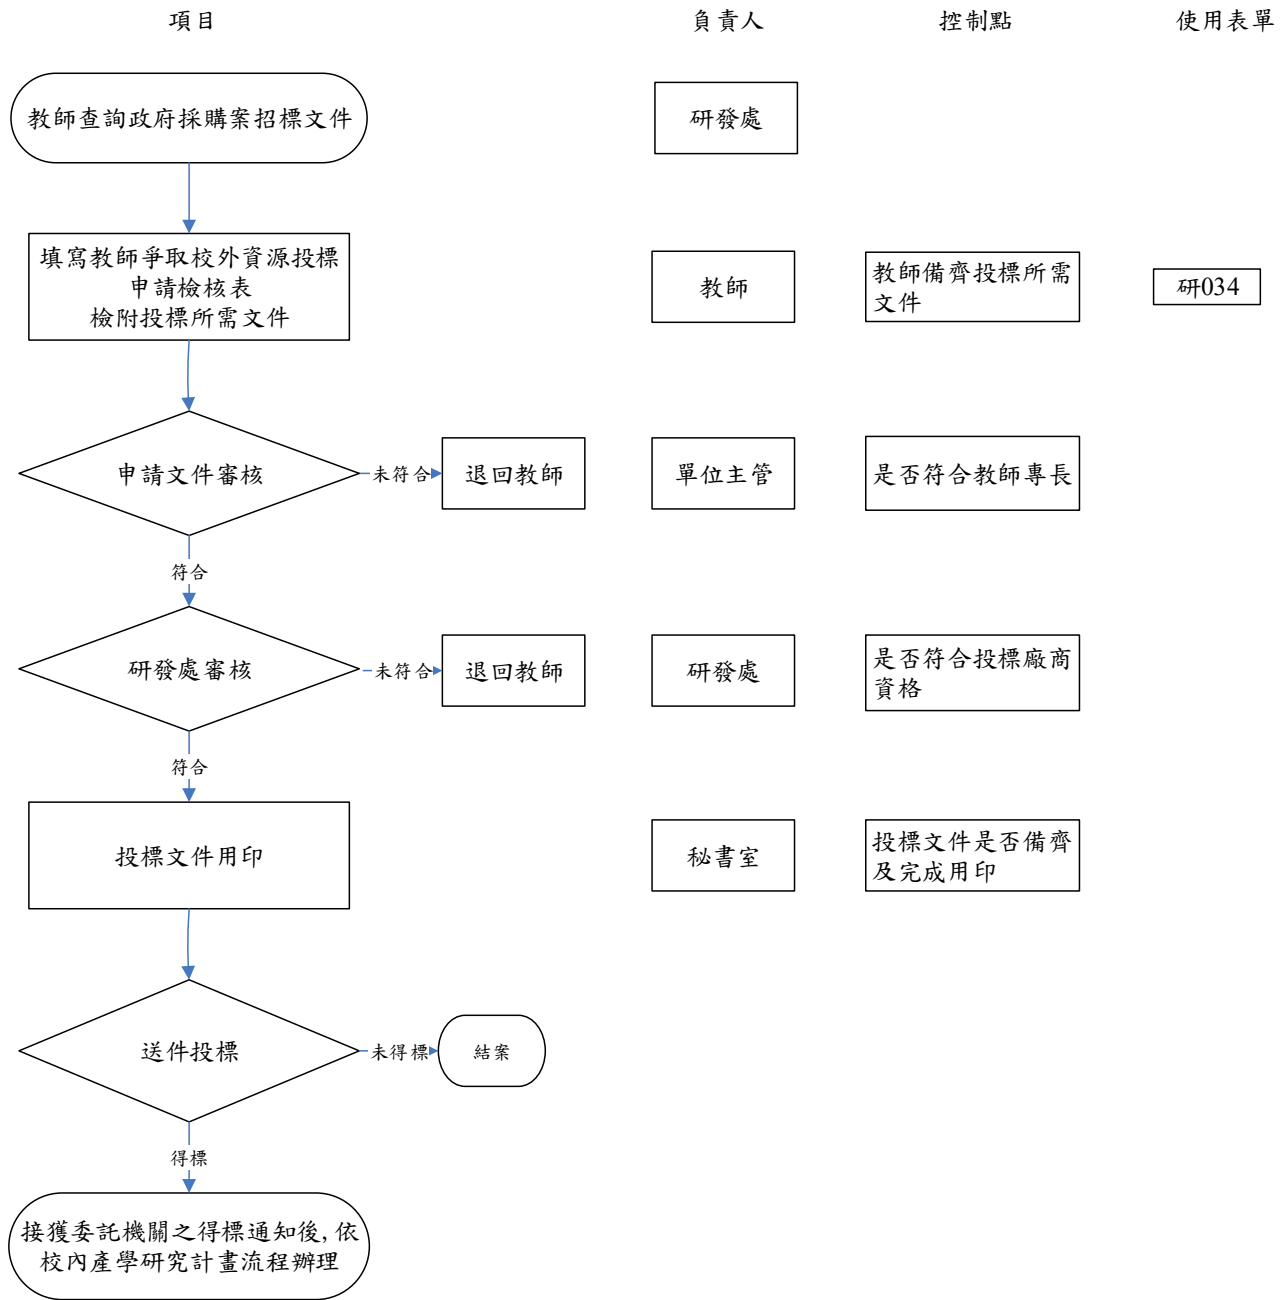 項目
負責人
控制點
使用表單
教師查詢政府採購案招標文件
研發處
填寫教師爭取校外資源投標
申請檢核表
檢附投標所需文件
教師
教師備齊投標所需
文件
研034
申請文件審核
未符合
退回教師
單位主管
是否符合教師專長
符合
研發處審核
未符合
退回教師
研發處
是否符合投標廠商
資格
符合
投標文件用印
秘書室
投標文件是否備齊
及完成用印
送件投標
未得標
結案
得標
接獲委託機關之得標通知後,依
校內產學研究計畫流程辦理